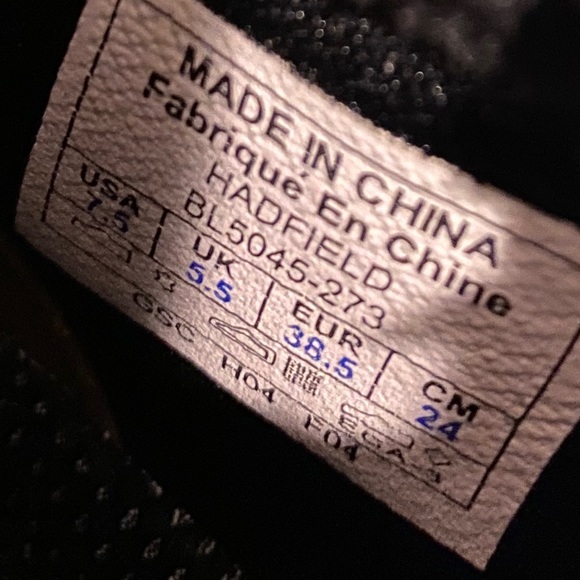 MADE IN CHINA
Fabriqué En Chine
HADFIELD
BL5045-273
USA UK EUR CM
7.5 5.5 38.5 24
GSC H04 F04